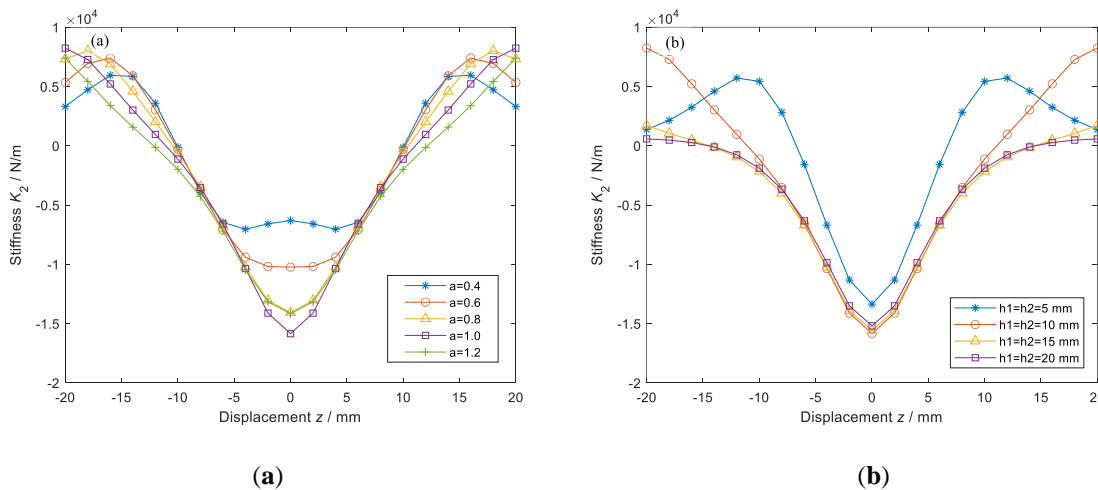 ×10⁴
(a)
1
0.5
0
-0.5
-1
-1.5
-2
Stiffness K₂ / N/m
-20 -15 -10 -5 0 5 10 15 20
Displacement z / mm
a=0.4
a=0.6
a=0.8
a=1.0
a=1.2
(a)
×10⁴
(b)
1
0.5
0
-0.5
-1
-1.5
-2
Stiffness K₂ / N/m
-20 -15 -10 -5 0 5 10 15 20
Displacement z / mm
h1=h2=5 mm
h1=h2=10 mm
h1=h2=15 mm
h1=h2=20 mm
(b)